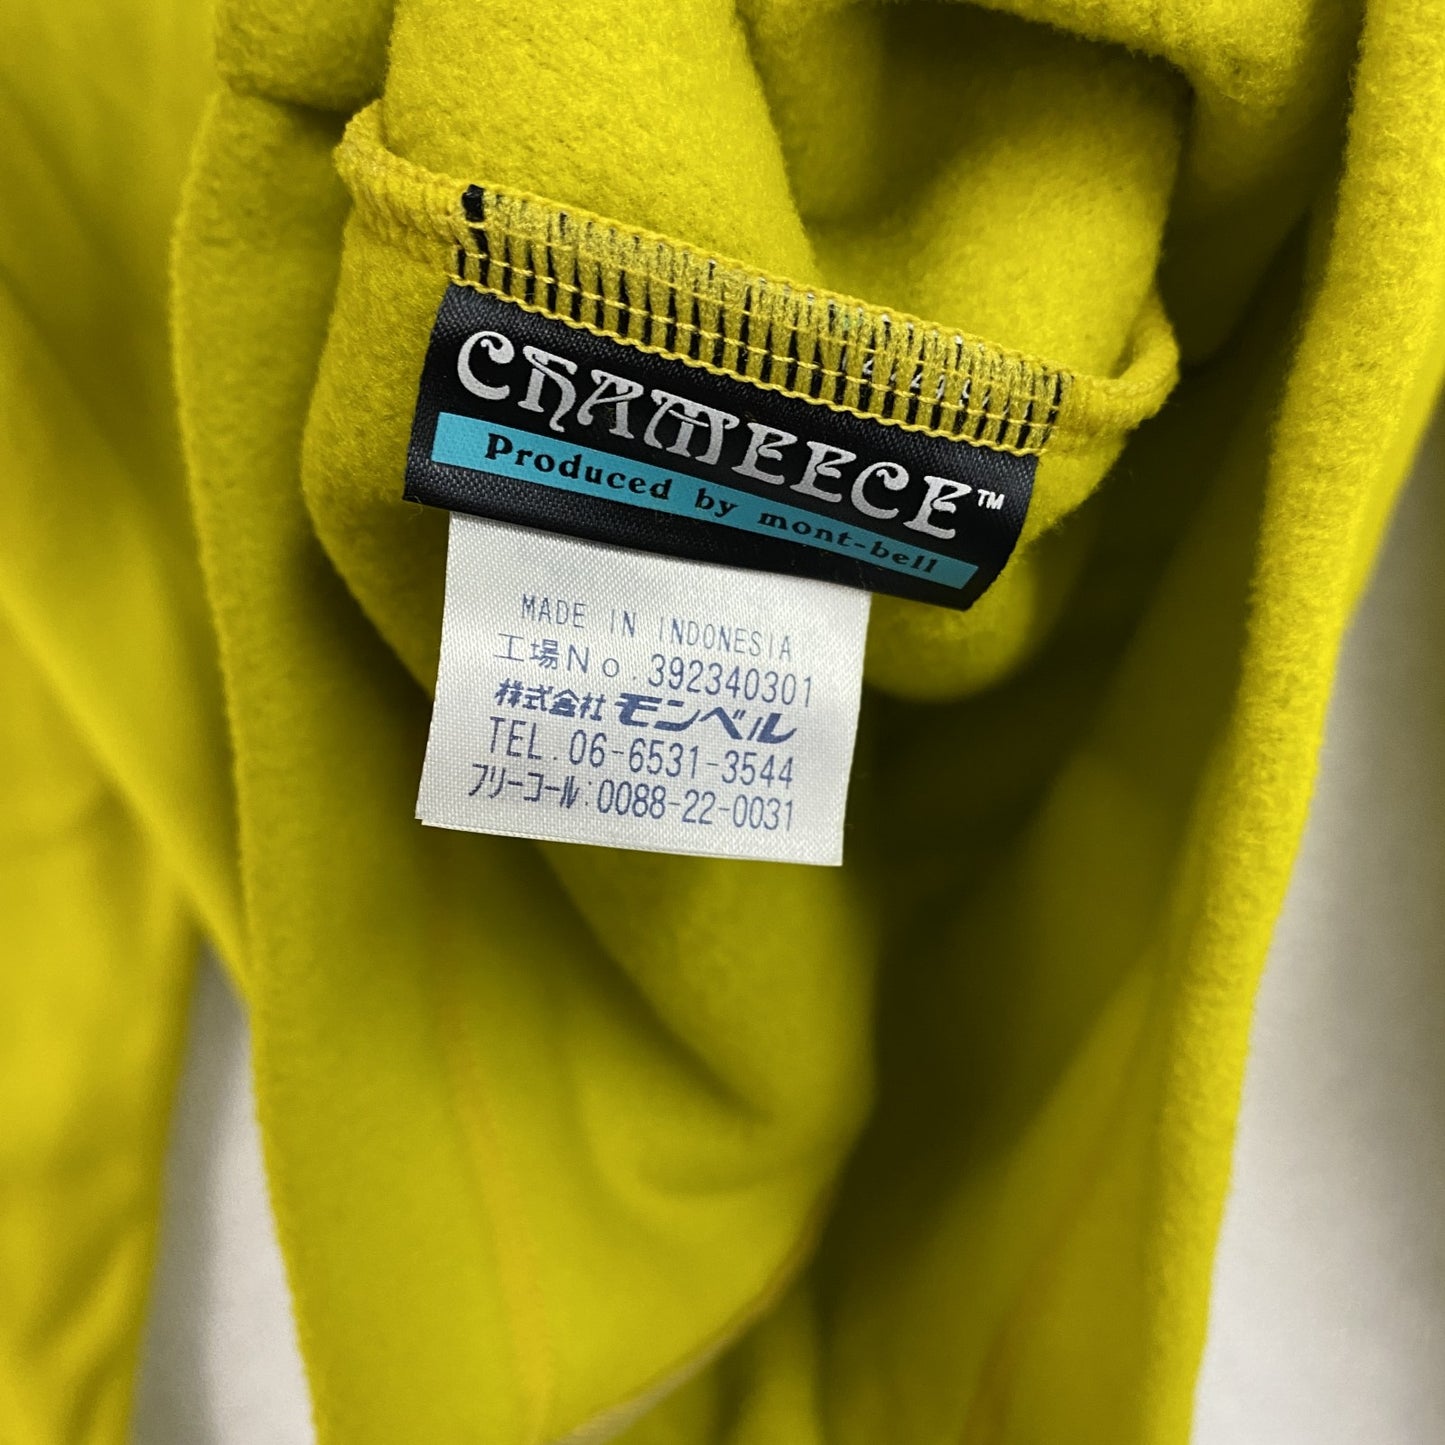 CHAMEECE™
Produced by mont-bell
MADE IN INDONESIA
工場No.392340301
株式会社モンベル
TEL.06-6531-3544
フリーコール:0088-22-0031